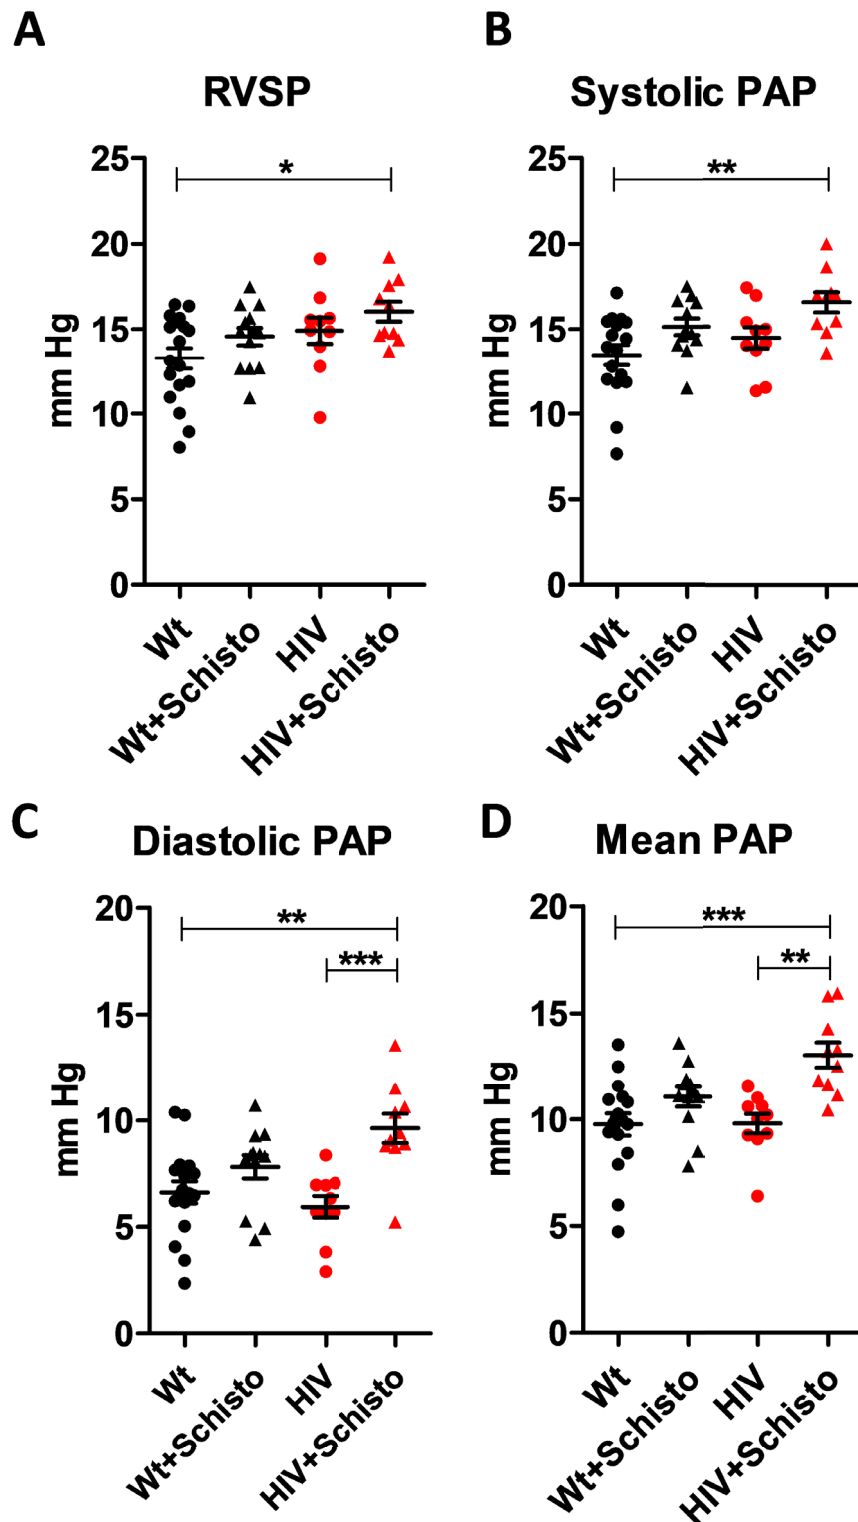 A
RVSP
mm Hg
25
20
15
10
5
0
*
Wt
Wt+Schisto
HIV
HIV+Schisto
B
Systolic PAP
mm Hg
25
20
15
10
5
0
**
Wt
Wt+Schisto
HIV
HIV+Schisto
C
Diastolic PAP
mm Hg
20
15
10
5
0
**
***
Wt
Wt+Schisto
HIV
HIV+Schisto
D
Mean PAP
mm Hg
20
15
10
5
0
***
**
Wt
Wt+Schisto
HIV
HIV+Schisto